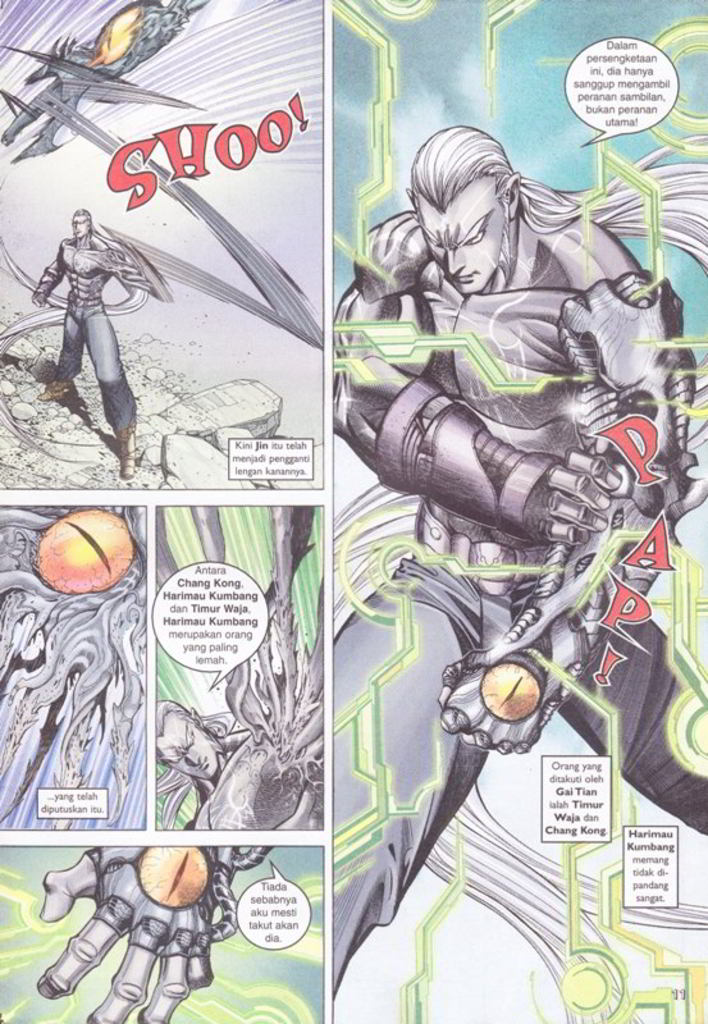 SHOO!
Kini Jin itu telah
menjadi pengganti
lengan kanannya.
...yang telah
diputuskan itu.
Antara
Chang Kong,
Harimau Kumbang
dan Timur Waja,
Harimau Kumbang
merupakan orang
yang paling
lemah.
Tiada
sebabnya
aku mesti
takut akan
dia.
Dalam
persengketaan
ini, dia hanya
sanggup mengambil
peranan sambilan,
bukan peranan
utama!
PAP!
Orang yang
ditakuti oleh
Gai Tian
ialah Timur
Waja dan
Chang Kong.
Harimau
Kumbang
memang
tidak di-
pandang
sangat.
11